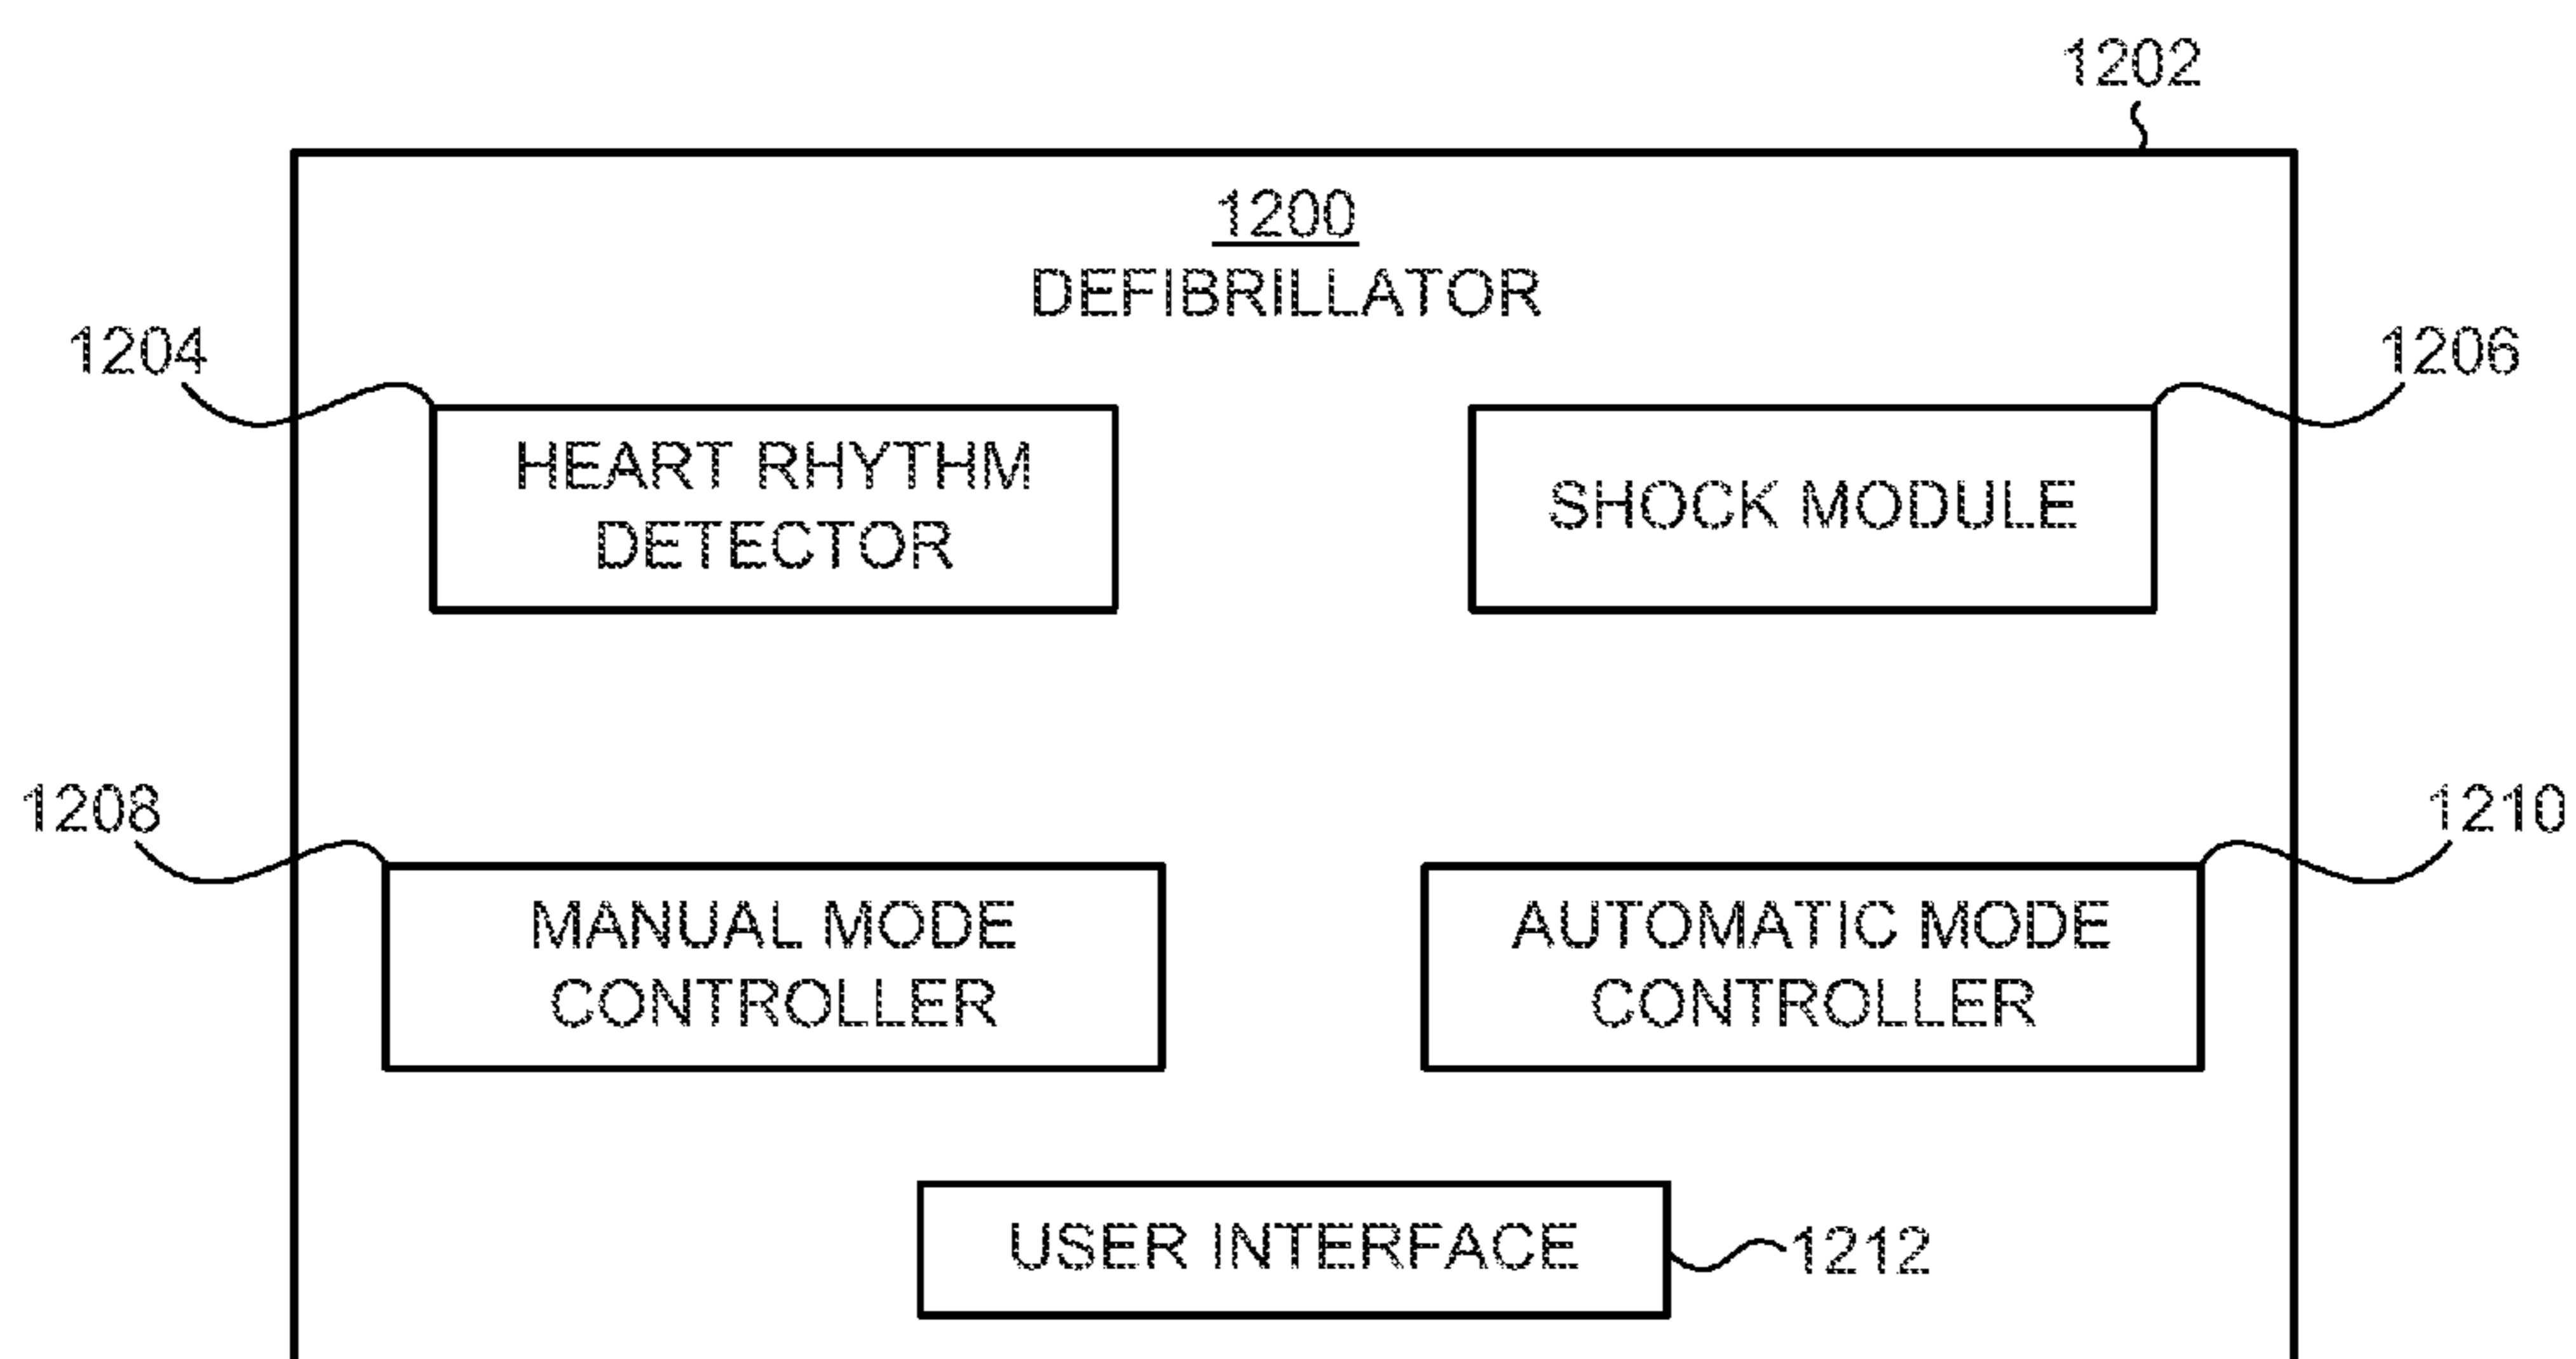 1202
1200
DEFIBRILLATOR
1204
1206
HEART RHYTHM
DETECTOR
SHOCK MODULE
1208
1210
MANUAL MODE
CONTROLLER
AUTOMATIC MODE
CONTROLLER
USER INTERFACE
1212